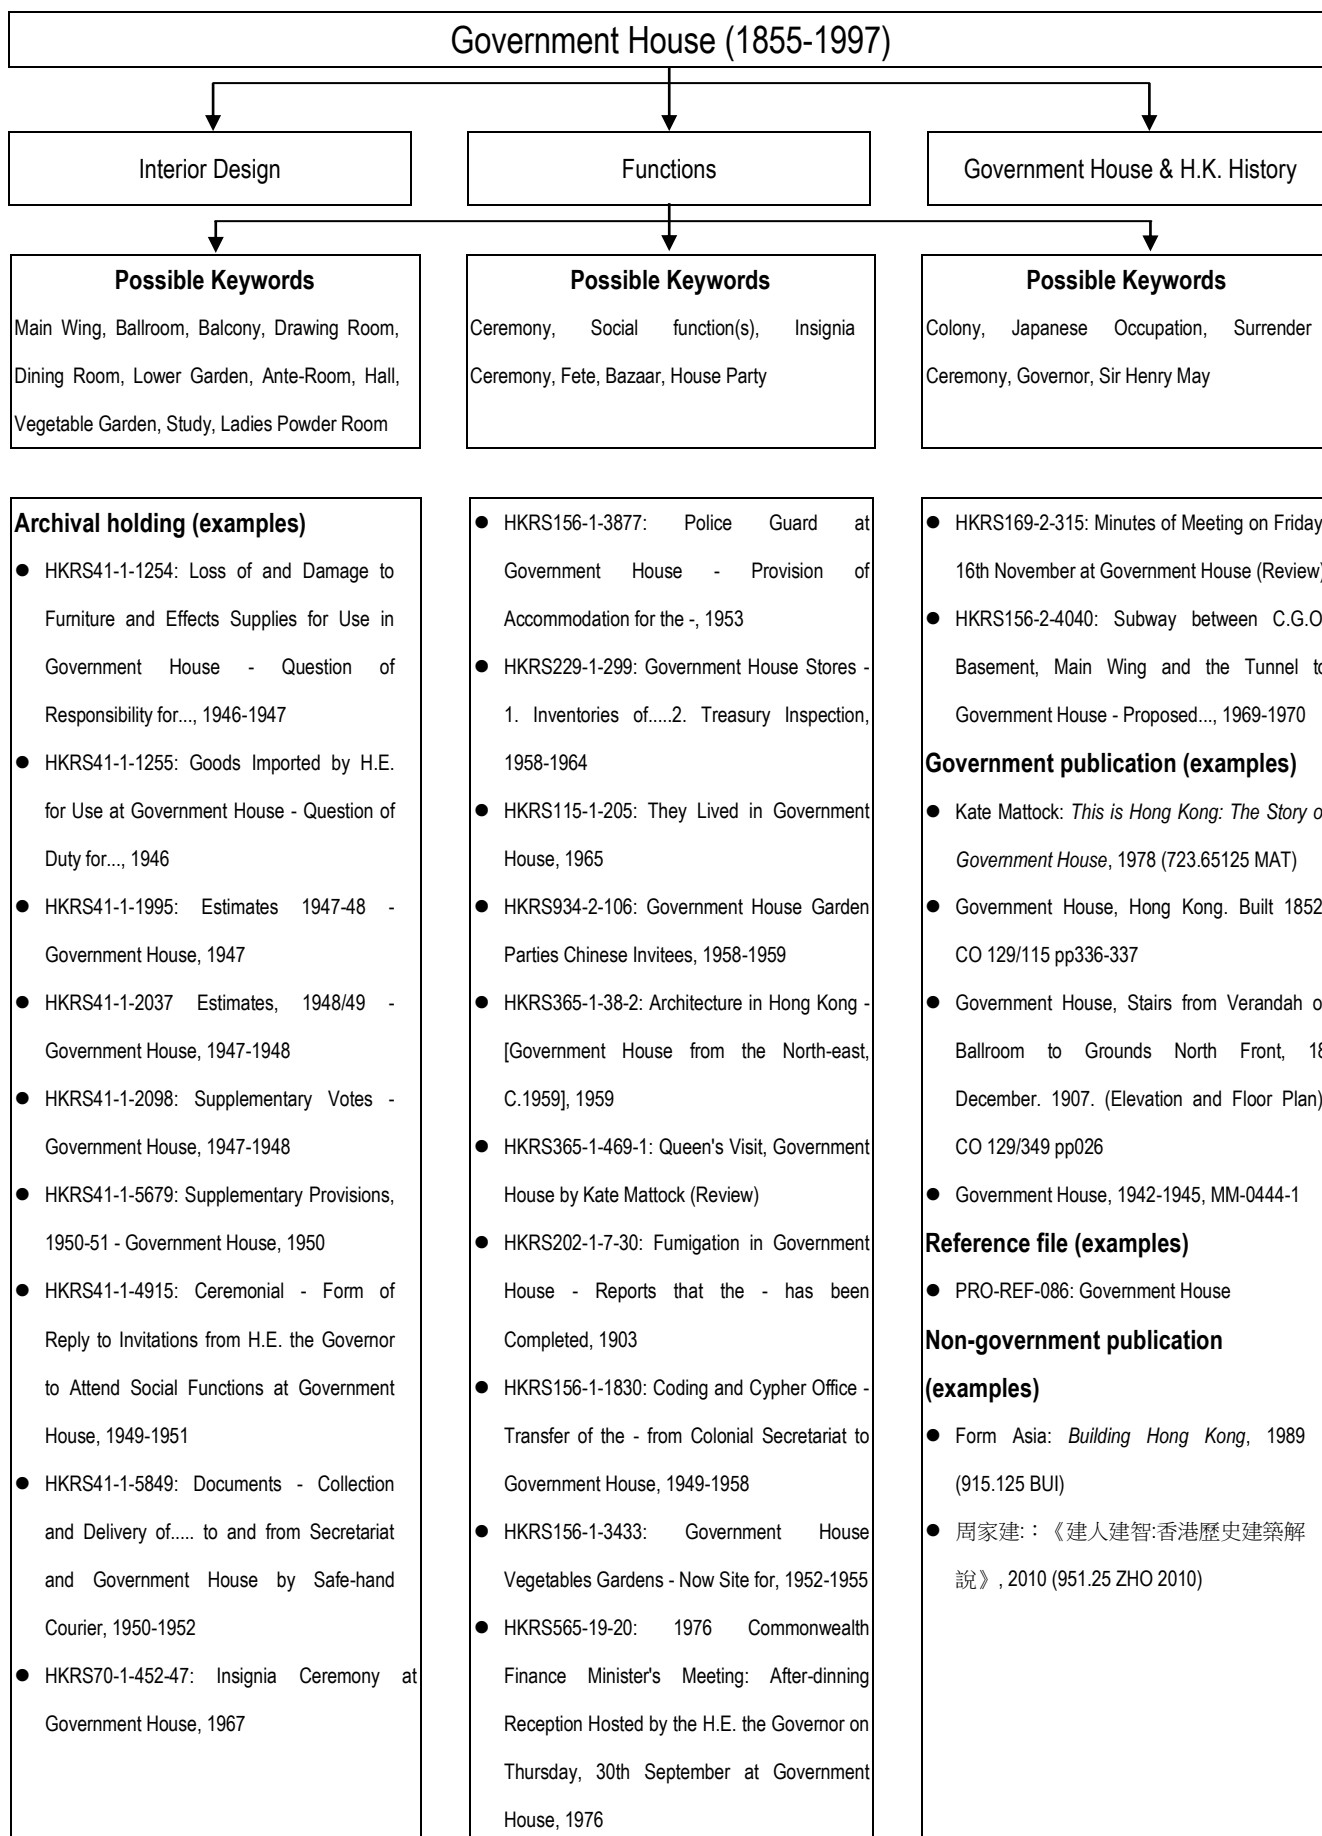 Government House (1855-1997)
Interior Design
Functions
Government House & H.K. History
Possible Keywords
Main Wing, Ballroom, Balcony, Drawing Room,
Dining Room, Lower Garden, Ante-Room, Hall,
Vegetable Garden, Study, Ladies Powder Room
Possible Keywords
Ceremony, Social function(s), Insignia
Ceremony, Fete, Bazaar, House Party
Possible Keywords
Colony, Japanese Occupation, Surrender
Ceremony, Governor, Sir Henry May
Archival holding (examples)
● HKRS41-1-1254: Loss of and Damage to
Furniture and Effects Supplies for Use in
Government House - Question of
Responsibility for..., 1946-1947
● HKRS41-1-1255: Goods Imported by H.E.
for Use at Government House - Question of
Duty for..., 1946
● HKRS41-1-1995: Estimates 1947-48 -
Government House, 1947
● HKRS41-1-2037 Estimates, 1948/49 -
Government House, 1947-1948
● HKRS41-1-2098: Supplementary Votes -
Government House, 1947-1948
● HKRS41-1-5679: Supplementary Provisions,
1950-51 - Government House, 1950
● HKRS41-1-4915: Ceremonial - Form of
Reply to Invitations from H.E. the Governor
to Attend Social Functions at Government
House, 1949-1951
● HKRS41-1-5849: Documents - Collection
and Delivery of..... to and from Secretariat
and Government House by Safe-hand
Courier, 1950-1952
● HKRS70-1-452-47: Insignia Ceremony at
Government House, 1967
● HKRS156-1-3877: Police Guard at
Government House - Provision of
Accommodation for the -, 1953
● HKRS229-1-299: Government House Stores -
1. Inventories of.....2. Treasury Inspection,
1958-1964
● HKRS115-1-205: They Lived in Government
House, 1965
● HKRS934-2-106: Government House Garden
Parties Chinese Invitees, 1958-1959
● HKRS365-1-38-2: Architecture in Hong Kong -
[Government House from the North-east,
C.1959], 1959
● HKRS365-1-469-1: Queen's Visit, Government
House by Kate Mattock (Review)
● HKRS202-1-7-30: Fumigation in Government
House - Reports that the - has been
Completed, 1903
● HKRS156-1-1830: Coding and Cypher Office -
Transfer of the - from Colonial Secretariat to
Government House, 1949-1958
● HKRS156-1-3433: Government House
Vegetables Gardens - Now Site for, 1952-1955
● HKRS565-19-20: 1976 Commonwealth
Finance Minister's Meeting: After-dinning
Reception Hosted by the H.E. the Governor on
Thursday, 30th September at Government
House, 1976
● HKRS169-2-315: Minutes of Meeting on Friday
16th November at Government House (Review)
● HKRS156-2-4040: Subway between C.G.O
Basement, Main Wing and the Tunnel to
Government House - Proposed..., 1969-1970
Government publication (examples)
● Kate Mattock: This is Hong Kong: The Story o
Government House, 1978 (723.65125 MAT)
● Government House, Hong Kong. Built 1852
CO 129/115 pp336-337
● Government House, Stairs from Verandah o
Ballroom to Grounds North Front, 18
December. 1907. (Elevation and Floor Plan)
CO 129/349 pp026
● Government House, 1942-1945, MM-0444-1
Reference file (examples)
● PRO-REF-086: Government House
Non-government publication
(examples)
● Form Asia: Building Hong Kong, 1989
(915.125 BUI)
● 周家建:：《建人建智:香港歷史建築解
說》, 2010 (951.25 ZHO 2010)